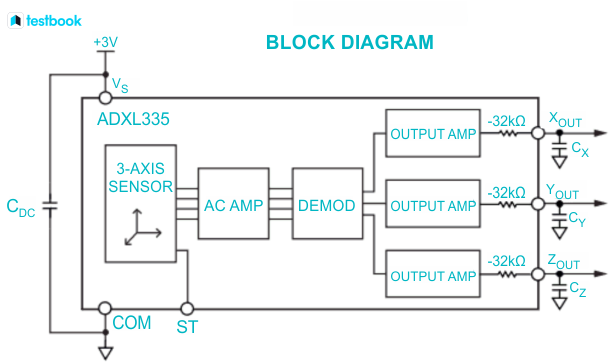 testbook
BLOCK DIAGRAM
+3V
VS
ADXL335
3-AXIS
SENSOR
AC AMP
DEMOD
OUTPUT AMP
-32kΩ
XOUT
CX
OUTPUT AMP
-32kΩ
YOUT
CY
OUTPUT AMP
-32kΩ
ZOUT
CZ
CDC
COM
ST